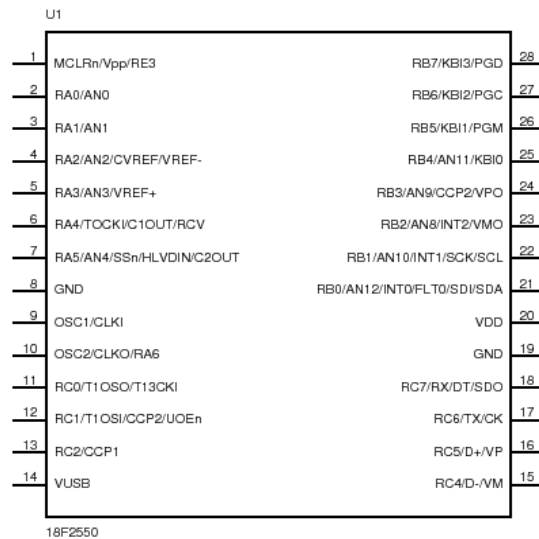 U1
1 MCLRn/Vpp/RE3 RB7/KBI3/PGD 28
2 RA0/AN0 RB6/KBI2/PGC 27
3 RA1/AN1 RB5/KBI1/PGM 26
4 RA2/AN2/CVREF/VREF- RB4/AN11/KBI0 25
5 RA3/AN3/VREF+ RB3/AN9/CCP2/VPO 24
6 RA4/TOCKI/C1OUT/RCV RB2/AN8/INT2/VMO 23
7 RA5/AN4/SSn/HLVDIN/C2OUT RB1/AN10/INT1/SCK/SCL 22
8 GND RB0/AN12/INT0/FLT0/SDI/SDA 21
9 OSC1/CLKI VDD 20
10 OSC2/CLKO/RA6 GND 19
11 RC0/T1OSO/T13CKI RC7/RX/DT/SDO 18
12 RC1/T1OSI/CCP2/UOEn RC6/TX/CK 17
13 RC2/CCP1 RC5/D+/VP 16
14 VUSB RC4/D-/VM 15
18F2550